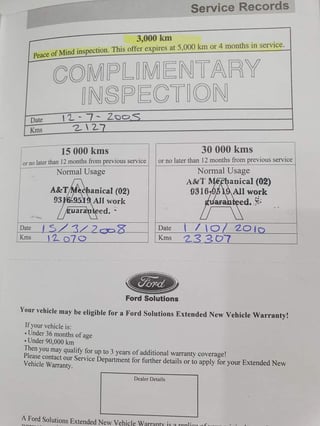 Service Records
3,000 km
Peace of Mind inspection. This offer expires at 5,000 km or 4 months in service.
COMPLIMENTARY
INSPECTION
Date 12-7-2005
Kms 2127
15 000 kms
or no later than 12 months from previous service
Normal Usage
A
A&T Mechanical (02)
9316-9519 All work
guaranteed.
Date 15/3/2008
Kms 12070
30 000 kms
or no later than 12 months from previous service
Normal Usage
A
A&T Mechanical (02)
9316-9519 All work
guaranteed.
Date 1/10/2010
Kms 23307
Ford
Ford Solutions
Your vehicle may be eligible for a Ford Solutions Extended New Vehicle Warranty!
If your vehicle is:
• Under 36 months of age
• Under 90,000 km
Then you may qualify for up to 3 years of additional warranty coverage!
Please contact our Service Department for further details or to apply for your Extended New
Vehicle Warranty.
Dealer Details
A Ford Solutions Extended New Vehicle Warranty is a